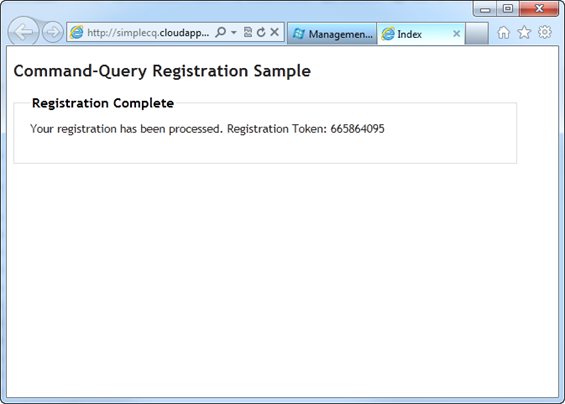 http://simplecq.cloudapp...
Managemen...
Index
Command-Query Registration Sample
Registration Complete
Your registration has been processed. Registration Token: 665864095